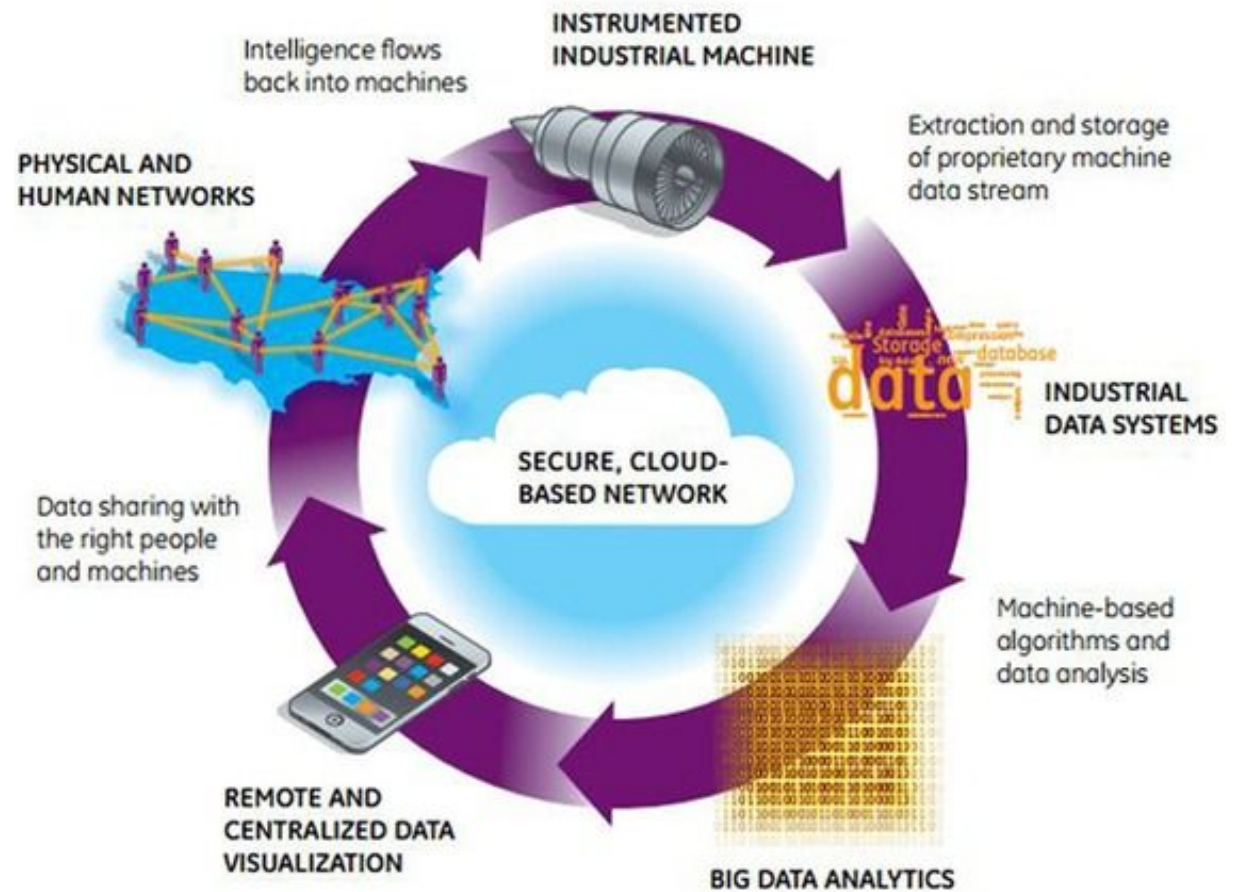 INSTRUMENTED
INDUSTRIAL MACHINE
Intelligence flows
back into machines
Extraction and storage
of proprietary machine
data stream
PHYSICAL AND
HUMAN NETWORKS
Storage
database
data
INDUSTRIAL
DATA SYSTEMS
SECURE, CLOUD-
BASED NETWORK
Data sharing with
the right people
and machines
Machine-based
algorithms and
data analysis
REMOTE AND
CENTRALIZED DATA
VISUALIZATION
BIG DATA ANALYTICS